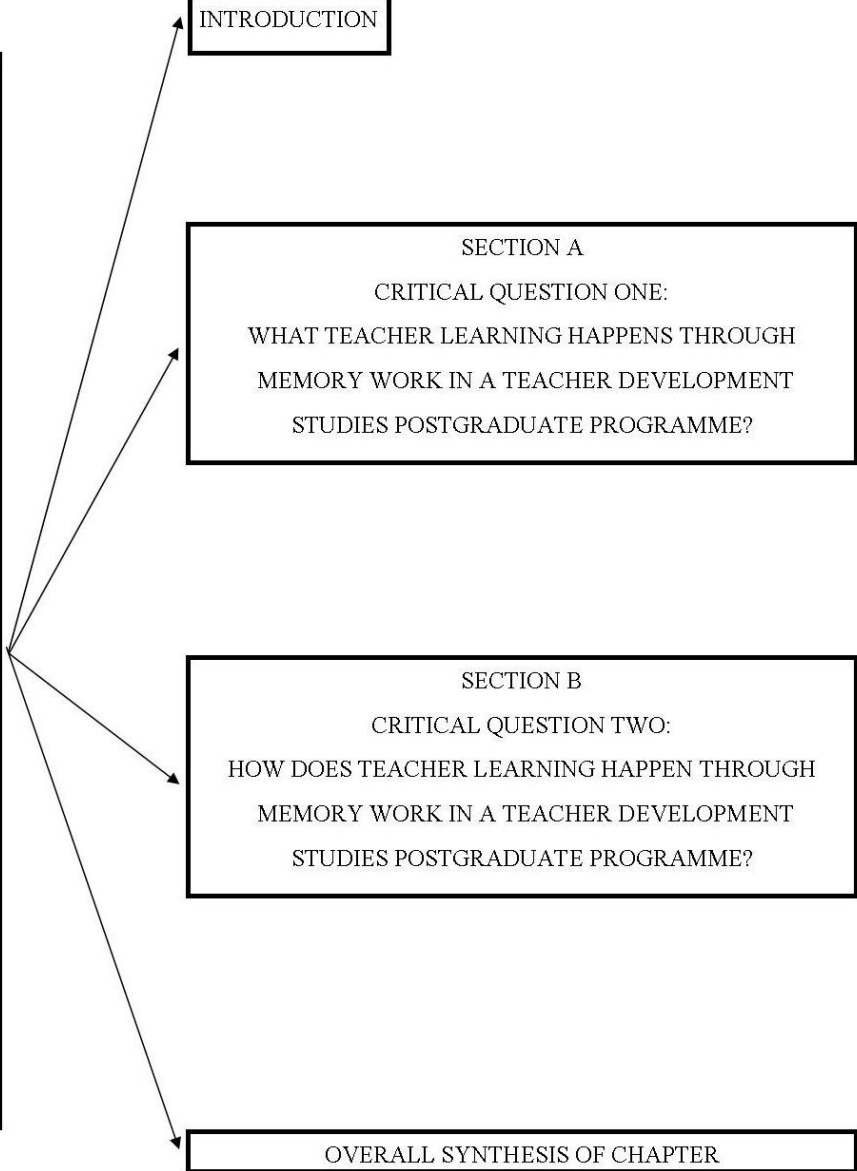 INTRODUCTION
SECTION A
CRITICAL QUESTION ONE:
WHAT TEACHER LEARNING HAPPENS THROUGH
MEMORY WORK IN A TEACHER DEVELOPMENT
STUDIES POSTGRADUATE PROGRAMME?
SECTION B
CRITICAL QUESTION TWO:
HOW DOES TEACHER LEARNING HAPPEN THROUGH
MEMORY WORK IN A TEACHER DEVELOPMENT
STUDIES POSTGRADUATE PROGRAMME?
OVERALL SYNTHESIS OF CHAPTER